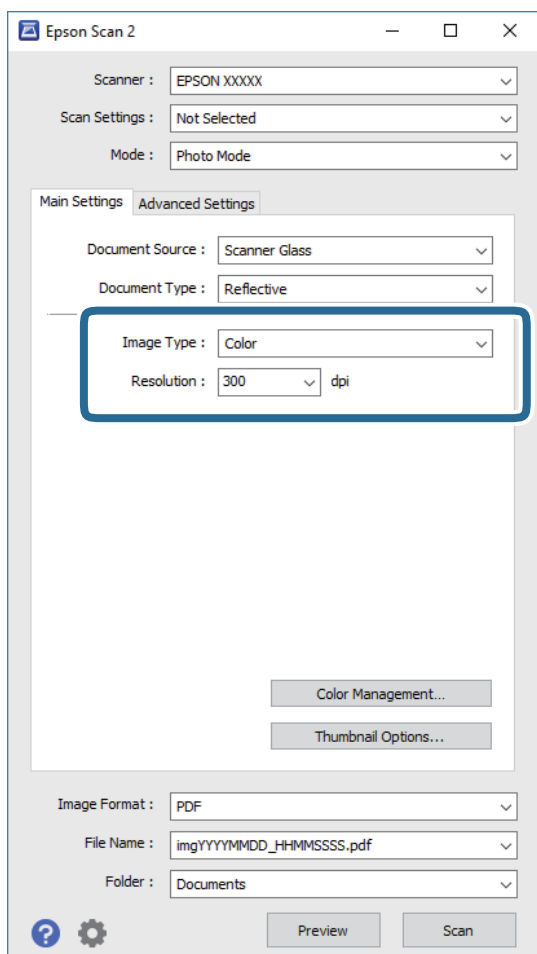 Epson Scan 2
Scanner : EPSON XXXXX
Scan Settings : Not Selected
Mode : Photo Mode
Main Settings Advanced Settings
Document Source : Scanner Glass
Document Type : Reflective
Image Type : Color
Resolution : 300 dpi
Color Management...
Thumbnail Options...
Image Format : PDF
File Name : imgYYYYMMDD_HHMMSSSS.pdf
Folder : Documents
? Preview Scan